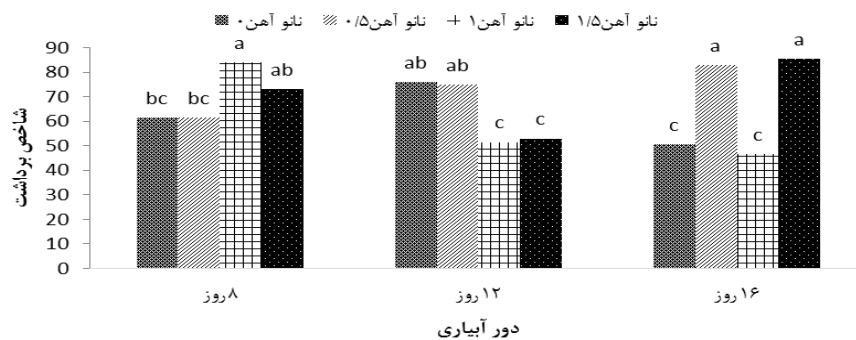 نانو آهن۰ نانو آهن۰/۵ نانو آهن۱ نانو آهن۱/۵
90
80
70
60
50
40
30
20
10
0
شاخص برداشت
bc bc a ab
ab ab c c
c a c a
۸روز ۱۲روز ۱۶روز
دور آبیاری